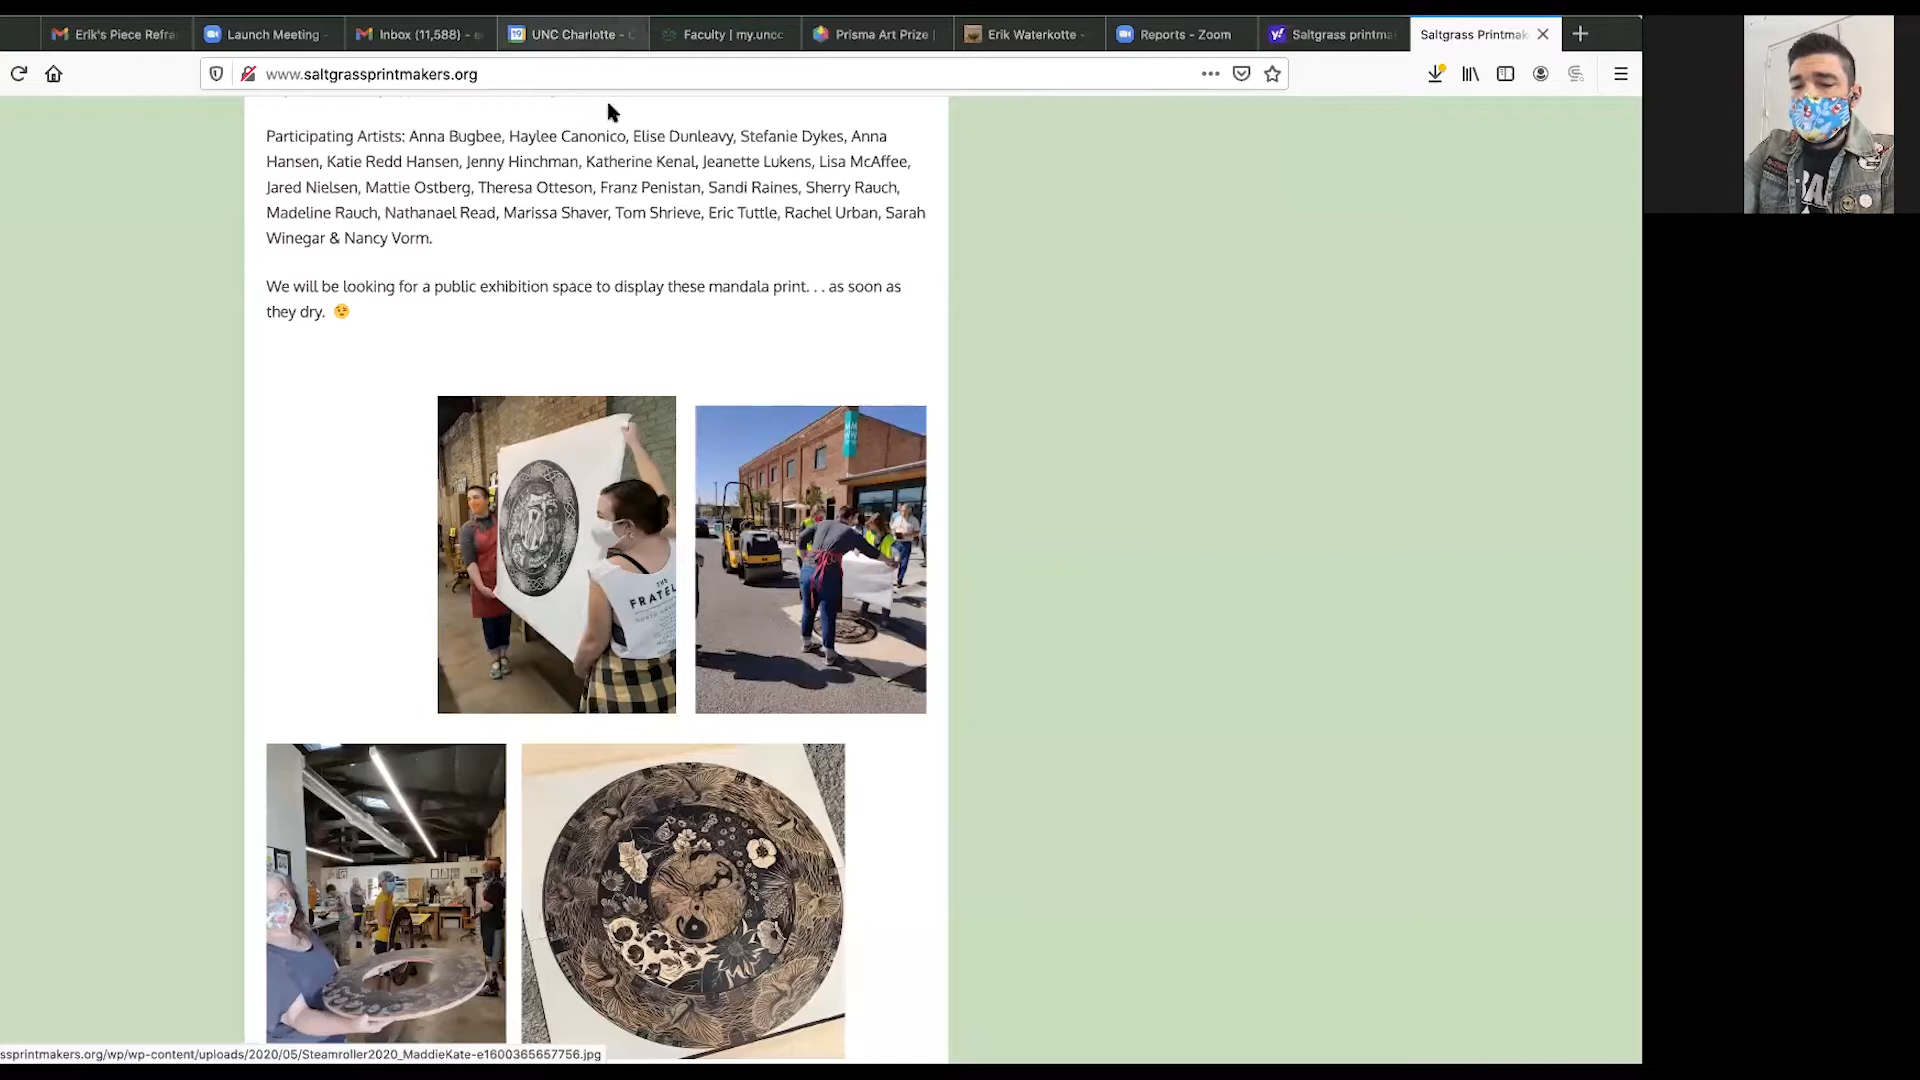 Erik's Piece Refra
Launch Meeting -
Inbox (11,588) -
19
UNC Charlotte -
Faculty | my.uncc
Prisma Art Prize |
Erik Waterkotte -
Reports - Zoom
Saltgrass printma
Saltgrass Printmak
www.saltgrassprintmakers.org
Participating Artists: Anna Bugbee, Haylee Canonico, Elise Dunleavy, Stefanie Dykes, Anna
Hansen, Katie Redd Hansen, Jenny Hinchman, Katherine Kenal, Jeanette Lukens, Lisa McAffee,
Jared Nielsen, Mattie Ostberg, Theresa Otteson, Franz Penistan, Sandi Raines, Sherry Rauch,
Madeline Rauch, Nathanael Read, Marissa Shaver, Tom Shrieve, Eric Tuttle, Rachel Urban, Sarah
Winegar & Nancy Vorm.
We will be looking for a public exhibition space to display these mandala print. . . as soon as
they dry. 😉
THE
FRATEL
ssprintmakers.org/wp/wp-content/uploads/2020/05/Steamroller2020_MaddieKate-e1600365657756.jpg